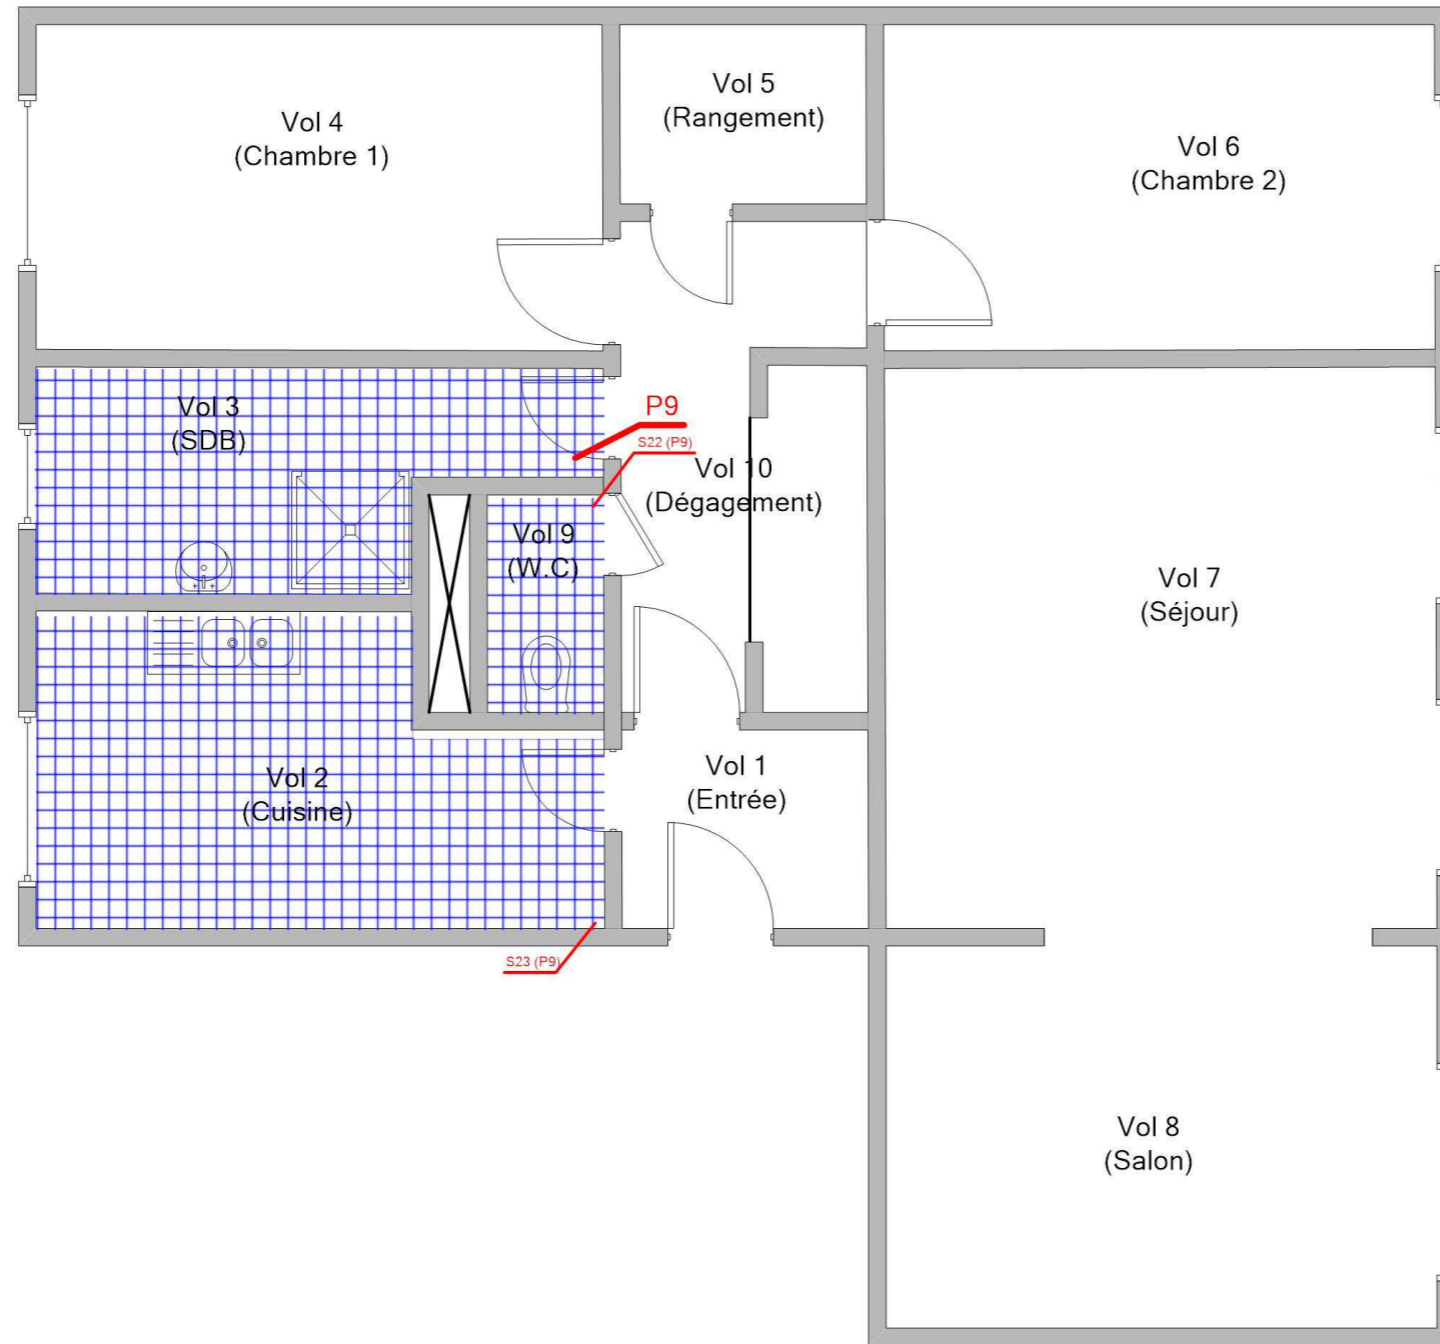 Vol 4
(Chambre 1)
Vol 5
(Rangement)
Vol 6
(Chambre 2)
Vol 3
(SDB)
P9
S22 (P9)
Vol 10
(Dégagement)
Vol 9
(W.C)
Vol 7
(Séjour)
Vol 2
(Cuisine)
Vol 1
(Entrée)
S23 (P9)
Vol 8
(Salon)